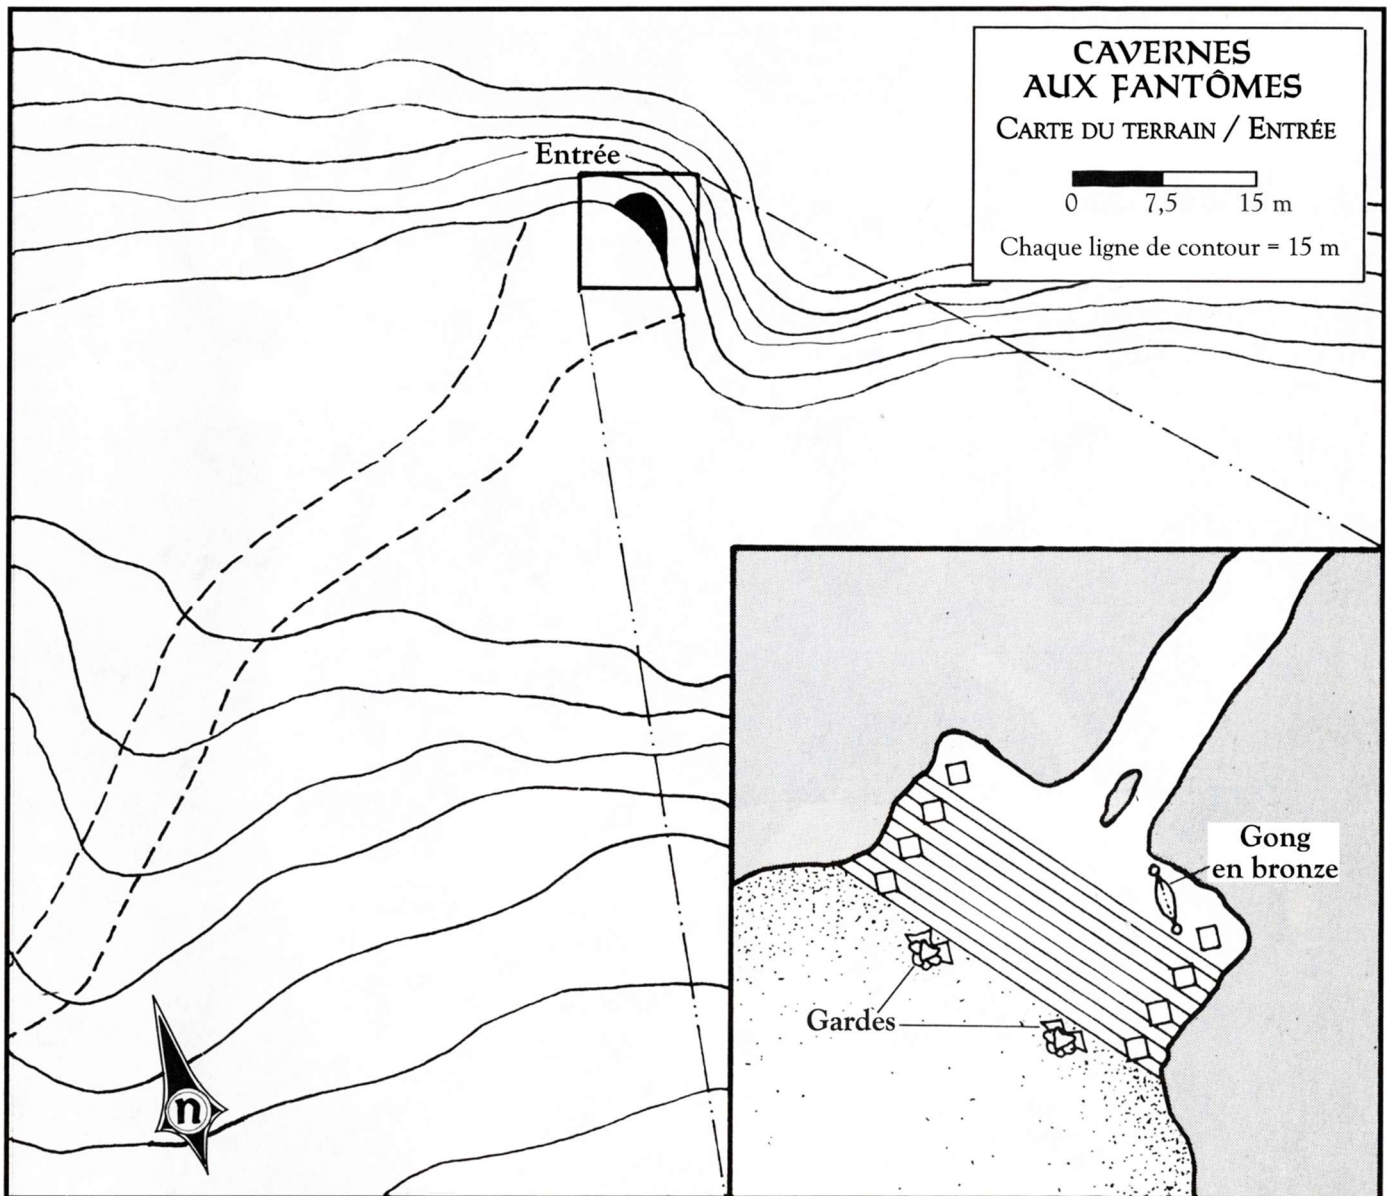 CAVERNES
AUX FANTÔMES
CARTE DU TERRAIN / ENTRÉE
0 7,5 15 m
Chaque ligne de contour = 15 m
Entrée
Gong
en bronze
Gardes
n